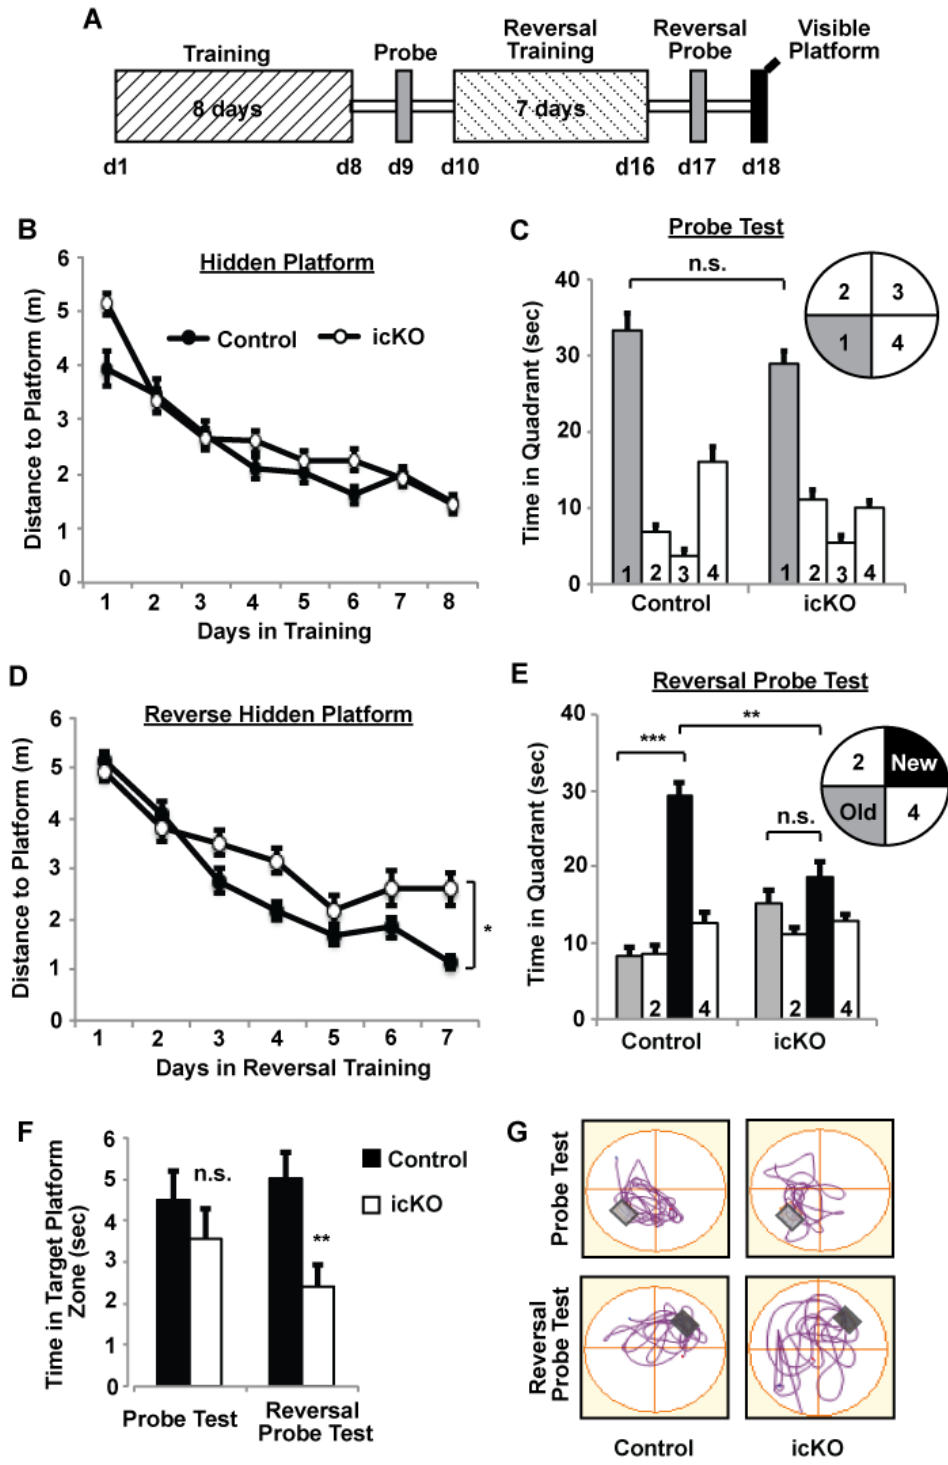 A
Training
Probe
Reversal
Training
Reversal
Probe
Visible
Platform
8 days
7 days
d1
d8
d9
d10
d16
d17
d18
B
Hidden Platform
Control
icKO
Distance to Platform (m)
6
5
4
3
2
1
0
1 2 3 4 5 6 7 8
Days in Training
C
Probe Test
n.s.
Time in Quadrant (sec)
40
30
20
10
0
2 3
1 4
1 2 3 4
1 2 3 4
Control
icKO
D
Reverse Hidden Platform
Distance to Platform (m)
6
5
4
3
2
1
0
*
1 2 3 4 5 6 7
Days in Reversal Training
E
Reversal Probe Test
Time in Quadrant (sec)
40
30
20
10
0
***
**
n.s.
2 New
Old 4
2 4
2 4
Control
icKO
F
Time in Target Platform
Zone (sec)
6
5
4
3
2
1
0
n.s.
**
Control
icKO
Probe Test
Reversal
Probe Test
G
Probe Test
Reversal
Probe Test
Control
icKO